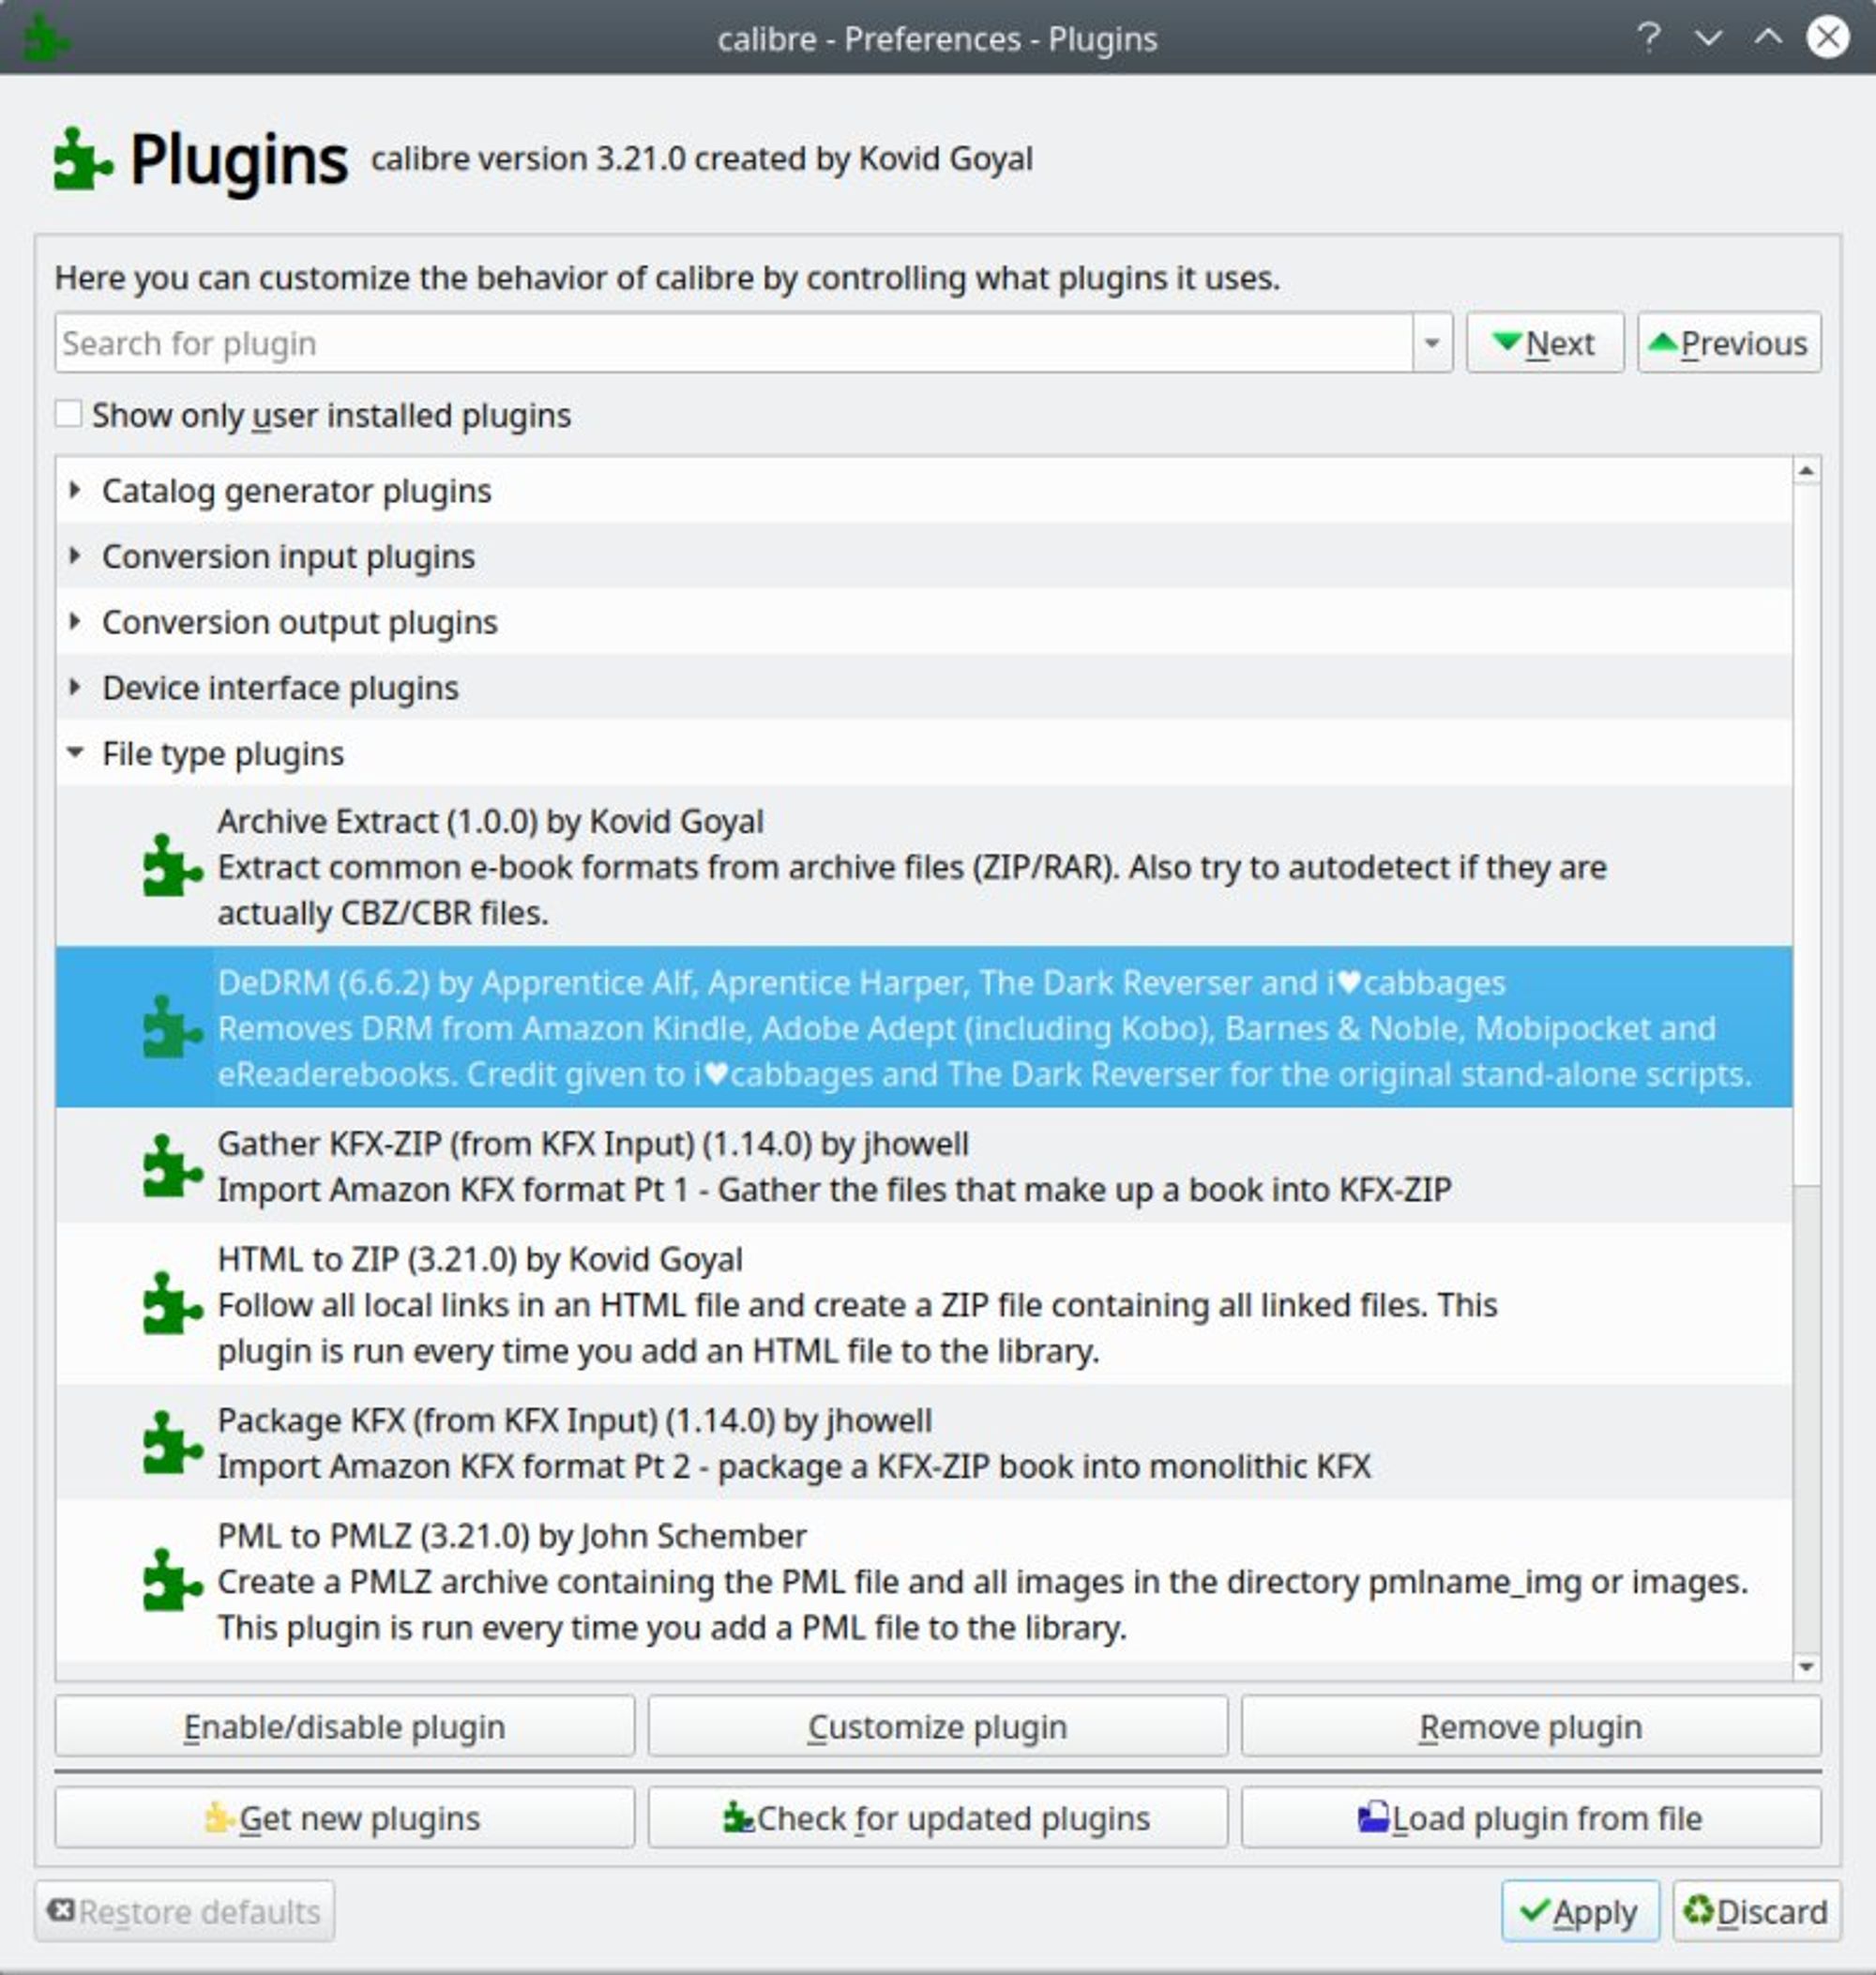 calibre - Preferences - Plugins
Plugins calibre version 3.21.0 created by Kovid Goyal
Here you can customize the behavior of calibre by controlling what plugins it uses.
Search for plugin Next Previous
Show only user installed plugins
Catalog generator plugins
Conversion input plugins
Conversion output plugins
Device interface plugins
File type plugins
Archive Extract (1.0.0) by Kovid Goyal
Extract common e-book formats from archive files (ZIP/RAR). Also try to autodetect if they are
actually CBZ/CBR files.
DeDRM (6.6.2) by Apprentice Alf, Aprentice Harper, The Dark Reverser and i♥cabbages
Removes DRM from Amazon Kindle, Adobe Adept (including Kobo), Barnes & Noble, Mobipocket and
eReaderebooks. Credit given to i♥cabbages and The Dark Reverser for the original stand-alone scripts.
Gather KFX-ZIP (from KFX Input) (1.14.0) by jhowell
Import Amazon KFX format Pt 1 - Gather the files that make up a book into KFX-ZIP
HTML to ZIP (3.21.0) by Kovid Goyal
Follow all local links in an HTML file and create a ZIP file containing all linked files. This
plugin is run every time you add an HTML file to the library.
Package KFX (from KFX Input) (1.14.0) by jhowell
Import Amazon KFX format Pt 2 - package a KFX-ZIP book into monolithic KFX
PML to PMLZ (3.21.0) by John Schember
Create a PMLZ archive containing the PML file and all images in the directory pmlname_img or images.
This plugin is run every time you add a PML file to the library.
Enable/disable plugin Customize plugin Remove plugin
Get new plugins Check for updated plugins Load plugin from file
Restore defaults Apply Discard